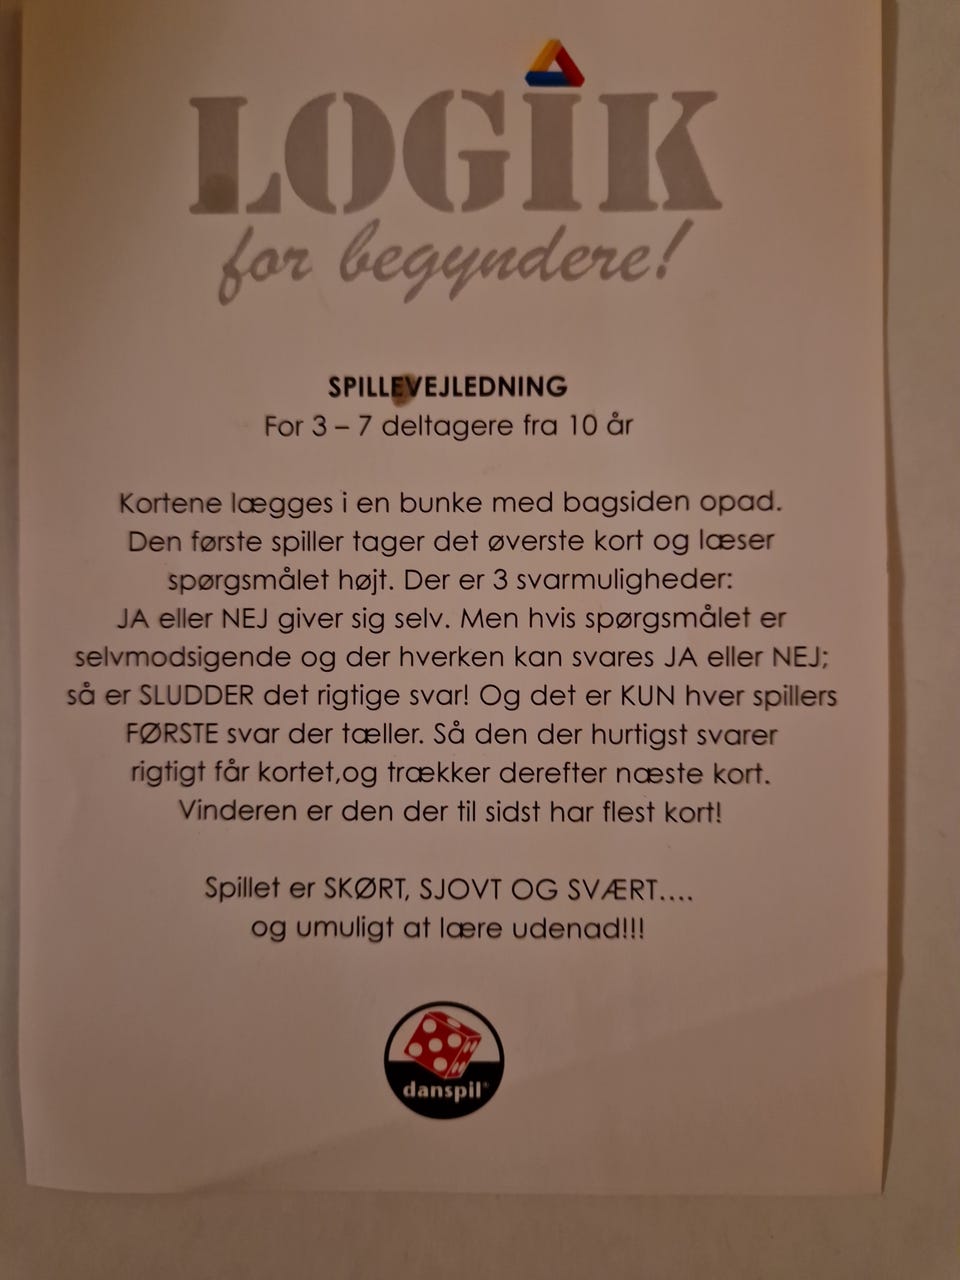 LOGIK
for begyndere!
SPILLEVEJLEDNING
For 3 – 7 deltagere fra 10 år
Kortene lægges i en bunke med bagsiden opad.
Den første spiller tager det øverste kort og læser
spørgsmålet højt. Der er 3 svarmuligheder:
JA eller NEJ giver sig selv. Men hvis spørgsmålet er
selvmodsigende og der hverken kan svares JA eller NEJ;
så er SLUDDER det rigtige svar! Og det er KUN hver spillers
FØRSTE svar der tæller. Så den der hurtigst svarer
rigtigt får kortet,og trækker derefter næste kort.
Vinderen er den der til sidst har flest kort!
Spillet er SKØRT, SJOVT OG SVÆRT....
og umuligt at lære udenad!!!
danspil®